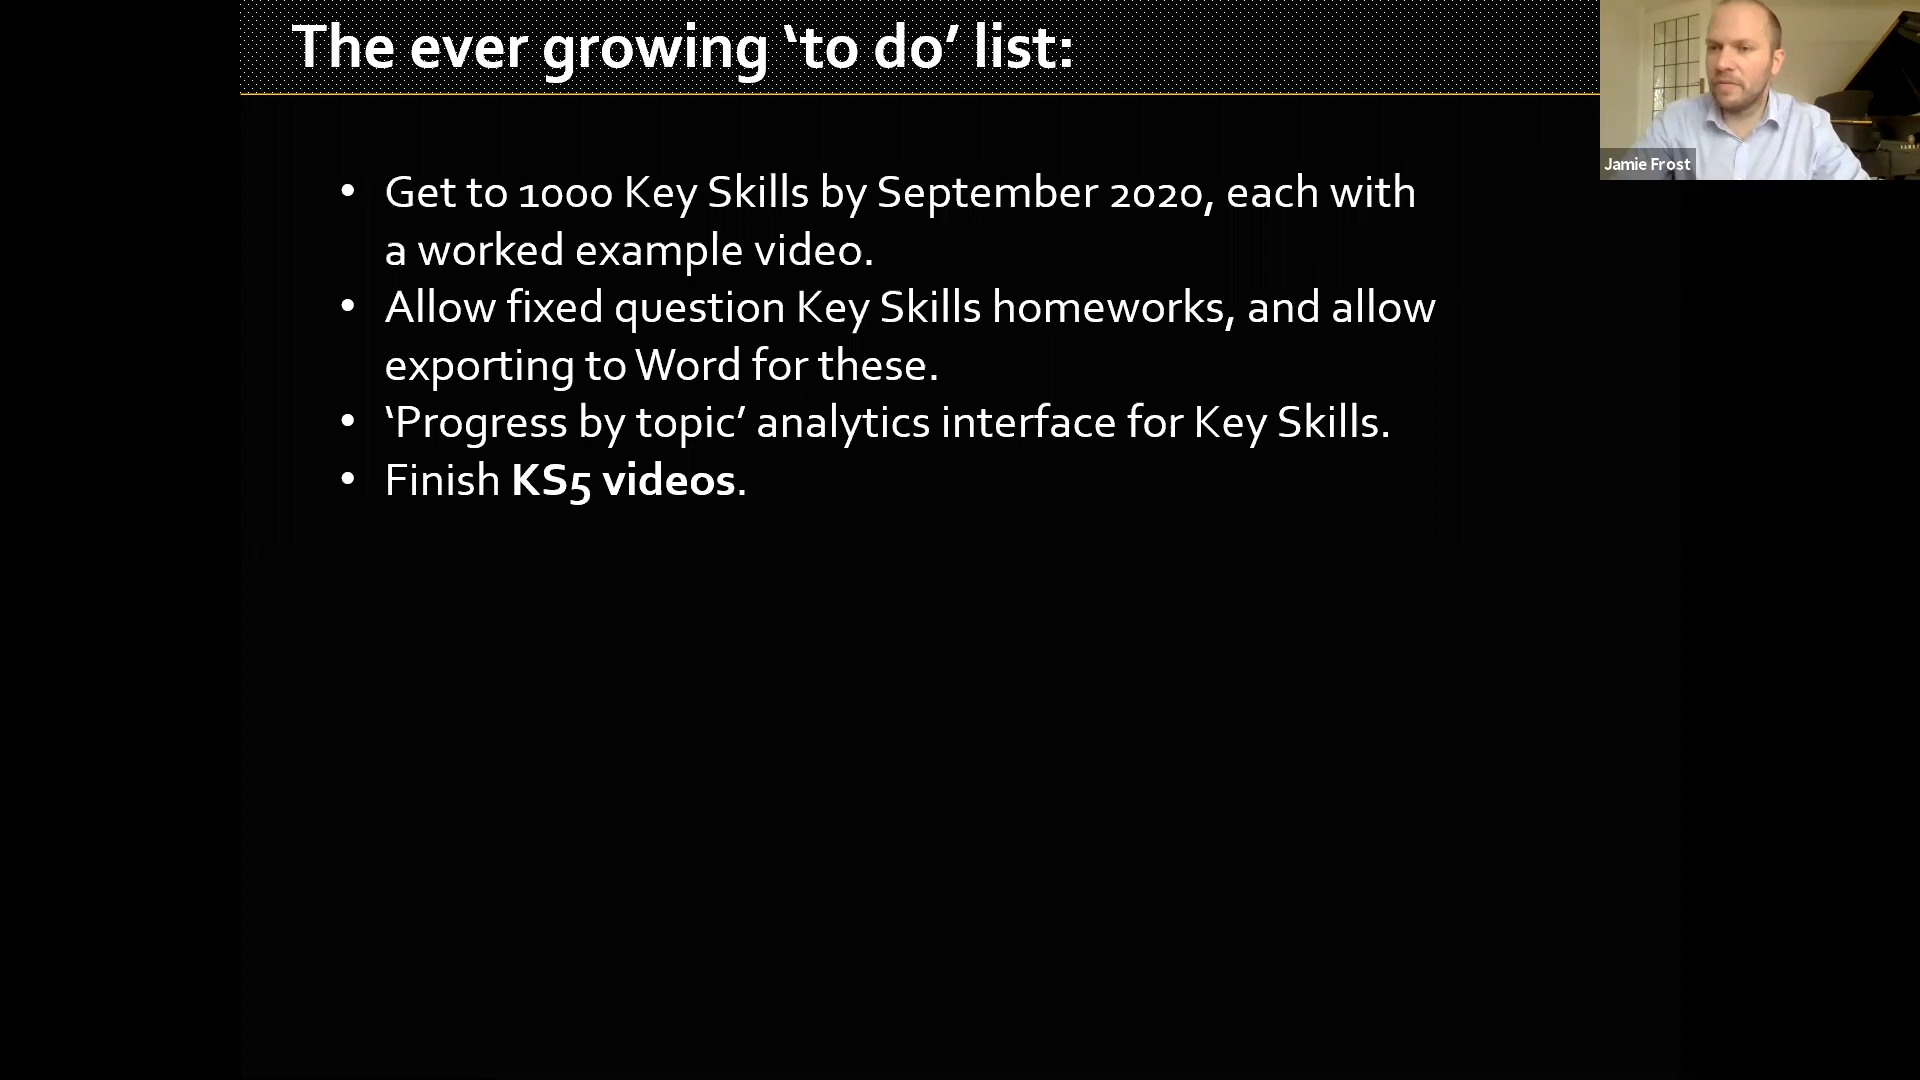 The ever growing ‘to do’ list:
Jamie Frost
• Get to 1000 Key Skills by September 2020, each with
a worked example video.
• Allow fixed question Key Skills homeworks, and allow
exporting to Word for these.
• ‘Progress by topic’ analytics interface for Key Skills.
• Finish KS5 videos.